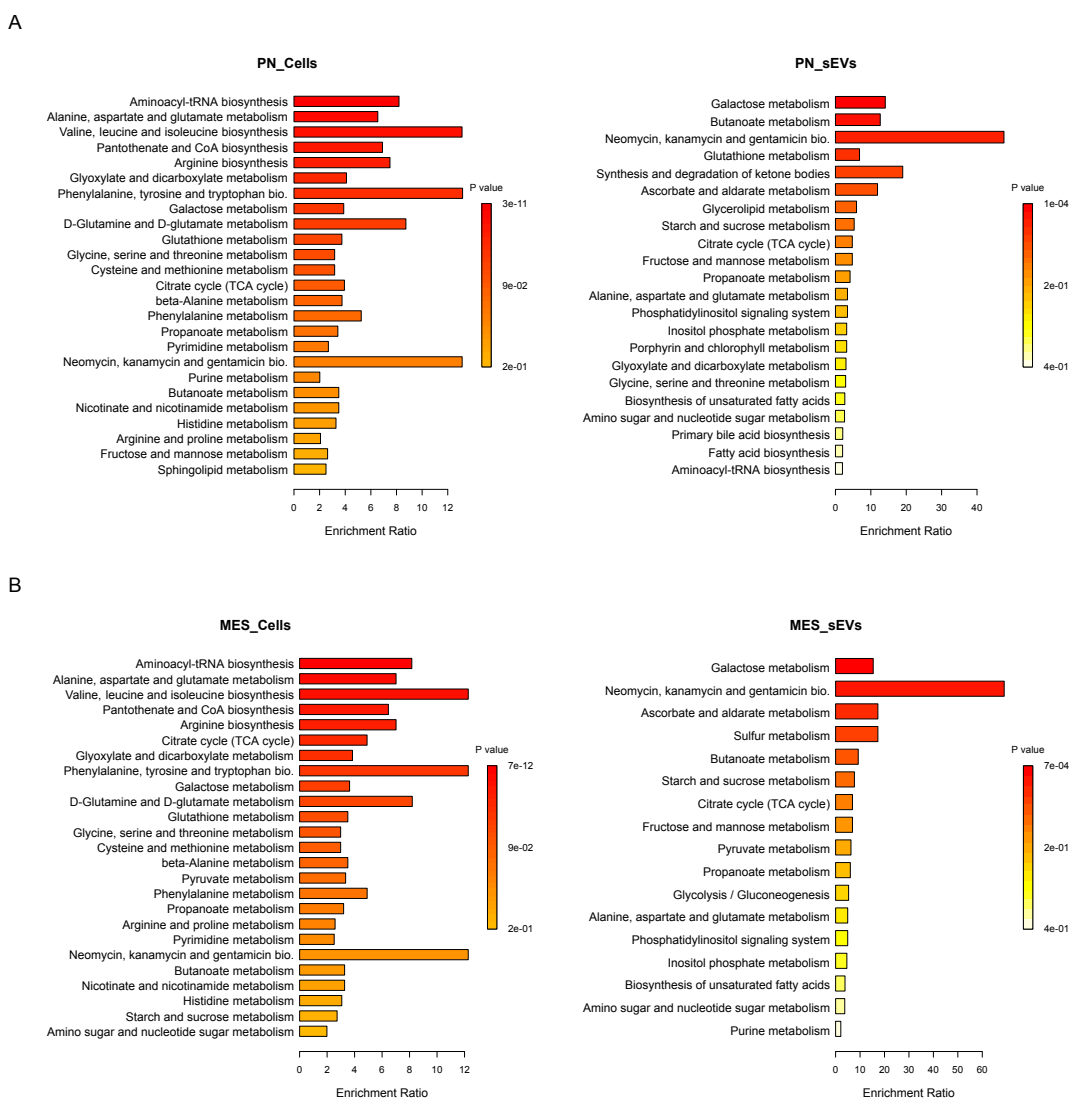 A
PN_Cells
Aminoacyl-tRNA biosynthesis
Alanine, aspartate and glutamate metabolism
Valine, leucine and isoleucine biosynthesis
Pantothenate and CoA biosynthesis
Arginine biosynthesis
Glyoxylate and dicarboxylate metabolism
Phenylalanine, tyrosine and tryptophan bio.
Galactose metabolism
D-Glutamine and D-glutamate metabolism
Glutathione metabolism
Glycine, serine and threonine metabolism
Cysteine and methionine metabolism
Citrate cycle (TCA cycle)
beta-Alanine metabolism
Phenylalanine metabolism
Propanoate metabolism
Pyrimidine metabolism
Neomycin, kanamycin and gentamicin bio.
Purine metabolism
Butanoate metabolism
Nicotinate and nicotinamide metabolism
Histidine metabolism
Arginine and proline metabolism
Fructose and mannose metabolism
Sphingolipid metabolism
0 2 4 6 8 10 12
Enrichment Ratio
P value
3e-11
9e-02
2e-01
PN_sEVs
Galactose metabolism
Butanoate metabolism
Neomycin, kanamycin and gentamicin bio.
Glutathione metabolism
Synthesis and degradation of ketone bodies
Ascorbate and aldarate metabolism
Glycerolipid metabolism
Starch and sucrose metabolism
Citrate cycle (TCA cycle)
Fructose and mannose metabolism
Propanoate metabolism
Alanine, aspartate and glutamate metabolism
Phosphatidylinositol signaling system
Inositol phosphate metabolism
Porphyrin and chlorophyll metabolism
Glyoxylate and dicarboxylate metabolism
Glycine, serine and threonine metabolism
Biosynthesis of unsaturated fatty acids
Amino sugar and nucleotide sugar metabolism
Primary bile acid biosynthesis
Fatty acid biosynthesis
Aminoacyl-tRNA biosynthesis
0 10 20 30 40
Enrichment Ratio
P value
1e-04
2e-01
4e-01
B
MES_Cells
Aminoacyl-tRNA biosynthesis
Alanine, aspartate and glutamate metabolism
Valine, leucine and isoleucine biosynthesis
Pantothenate and CoA biosynthesis
Arginine biosynthesis
Citrate cycle (TCA cycle)
Glyoxylate and dicarboxylate metabolism
Phenylalanine, tyrosine and tryptophan bio.
Galactose metabolism
D-Glutamine and D-glutamate metabolism
Glutathione metabolism
Glycine, serine and threonine metabolism
Cysteine and methionine metabolism
beta-Alanine metabolism
Pyruvate metabolism
Phenylalanine metabolism
Propanoate metabolism
Arginine and proline metabolism
Pyrimidine metabolism
Neomycin, kanamycin and gentamicin bio.
Butanoate metabolism
Nicotinate and nicotinamide metabolism
Histidine metabolism
Starch and sucrose metabolism
Amino sugar and nucleotide sugar metabolism
0 2 4 6 8 10 12
Enrichment Ratio
P value
7e-12
9e-02
2e-01
MES_sEVs
Galactose metabolism
Neomycin, kanamycin and gentamicin bio.
Ascorbate and aldarate metabolism
Sulfur metabolism
Butanoate metabolism
Starch and sucrose metabolism
Citrate cycle (TCA cycle)
Fructose and mannose metabolism
Pyruvate metabolism
Propanoate metabolism
Glycolysis / Gluconeogenesis
Alanine, aspartate and glutamate metabolism
Phosphatidylinositol signaling system
Inositol phosphate metabolism
Biosynthesis of unsaturated fatty acids
Amino sugar and nucleotide sugar metabolism
Purine metabolism
0 10 20 30 40 50 60
Enrichment Ratio
P value
7e-04
2e-01
4e-01